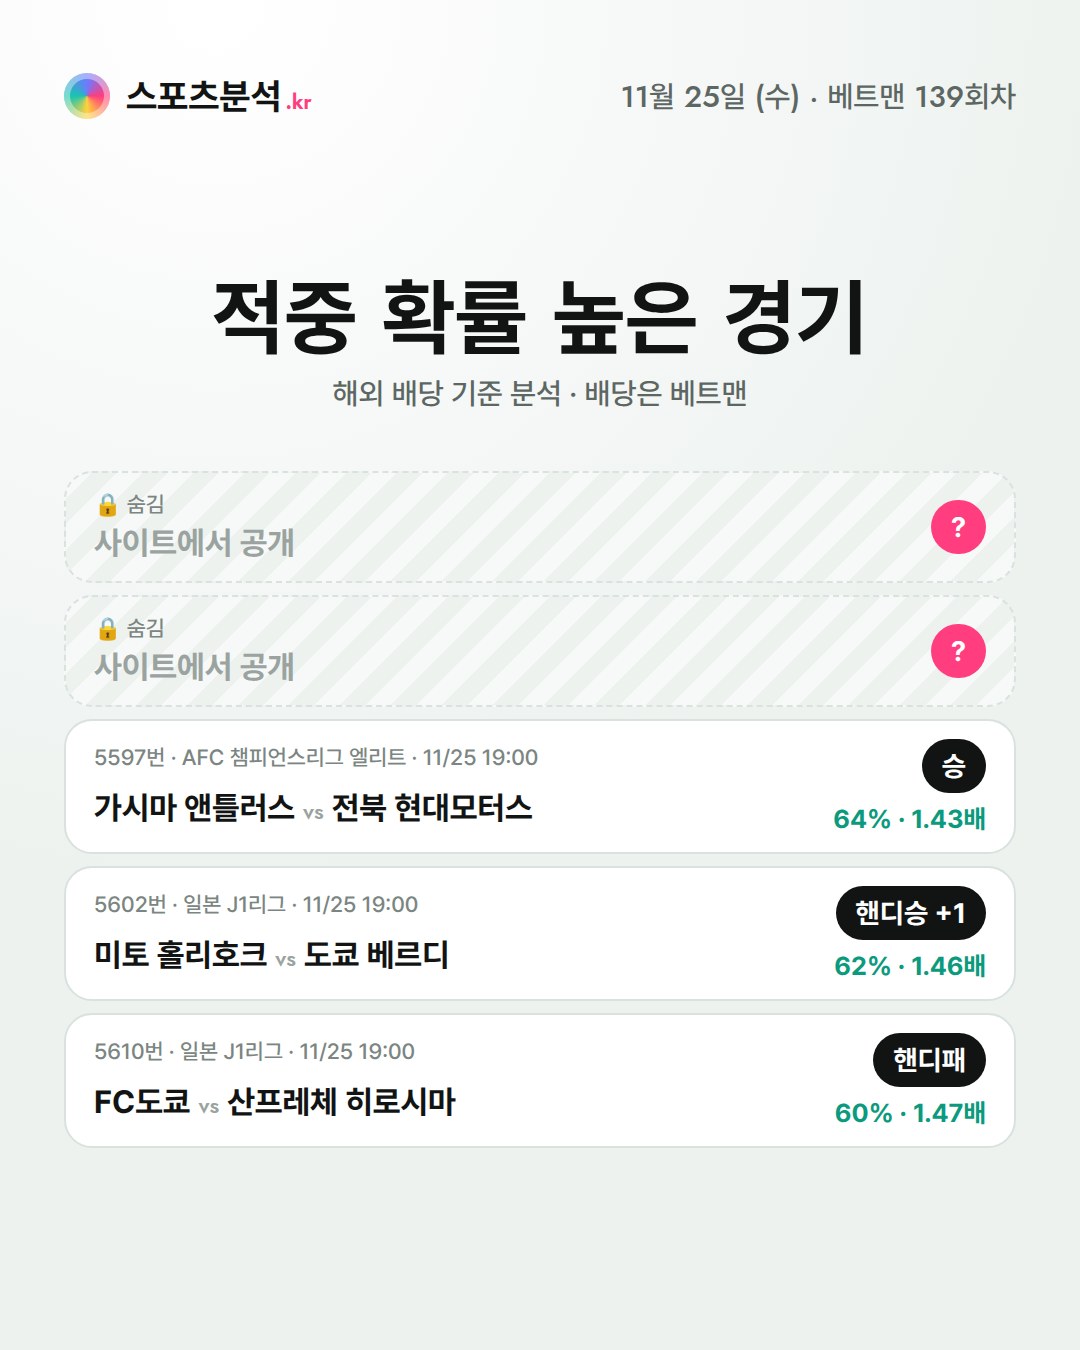 스포츠분석.kr
11월 25일 (수) · 베트맨 139회차
적중 확률 높은 경기
해외 배당 기준 분석 · 배당은 베트맨
🔒 숨김
사이트에서 공개
?
🔒 숨김
사이트에서 공개
?
5597번 · AFC 챔피언스리그 엘리트 · 11/25 19:00
가시마 앤틀러스 vs 전북 현대모터스
승
64% · 1.43배
5602번 · 일본 J1리그 · 11/25 19:00
미토 홀리호크 vs 도쿄 베르디
핸디승 +1
62% · 1.46배
5610번 · 일본 J1리그 · 11/25 19:00
FC도쿄 vs 산프레체 히로시마
핸디패
60% · 1.47배